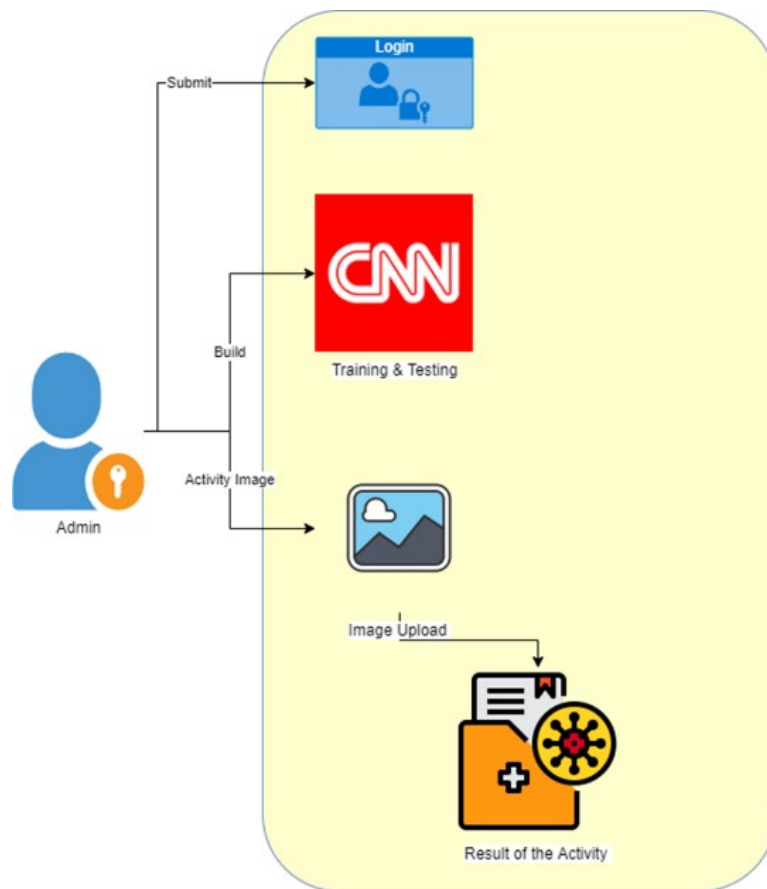 Login
Submit
CNN
Build
Training & Testing
Activity Image
Admin
Image Upload
Result of the Activity